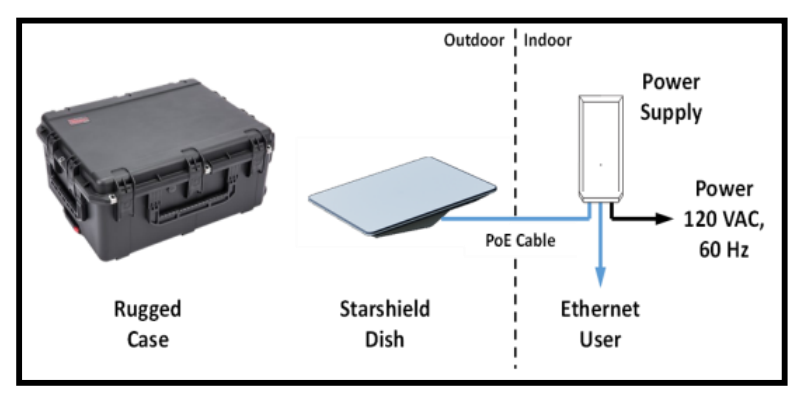 Outdoor
Indoor
Power
Supply
Power
120 VAC,
60 Hz
PoE Cable
Rugged
Case
Starshield
Dish
Ethernet
User